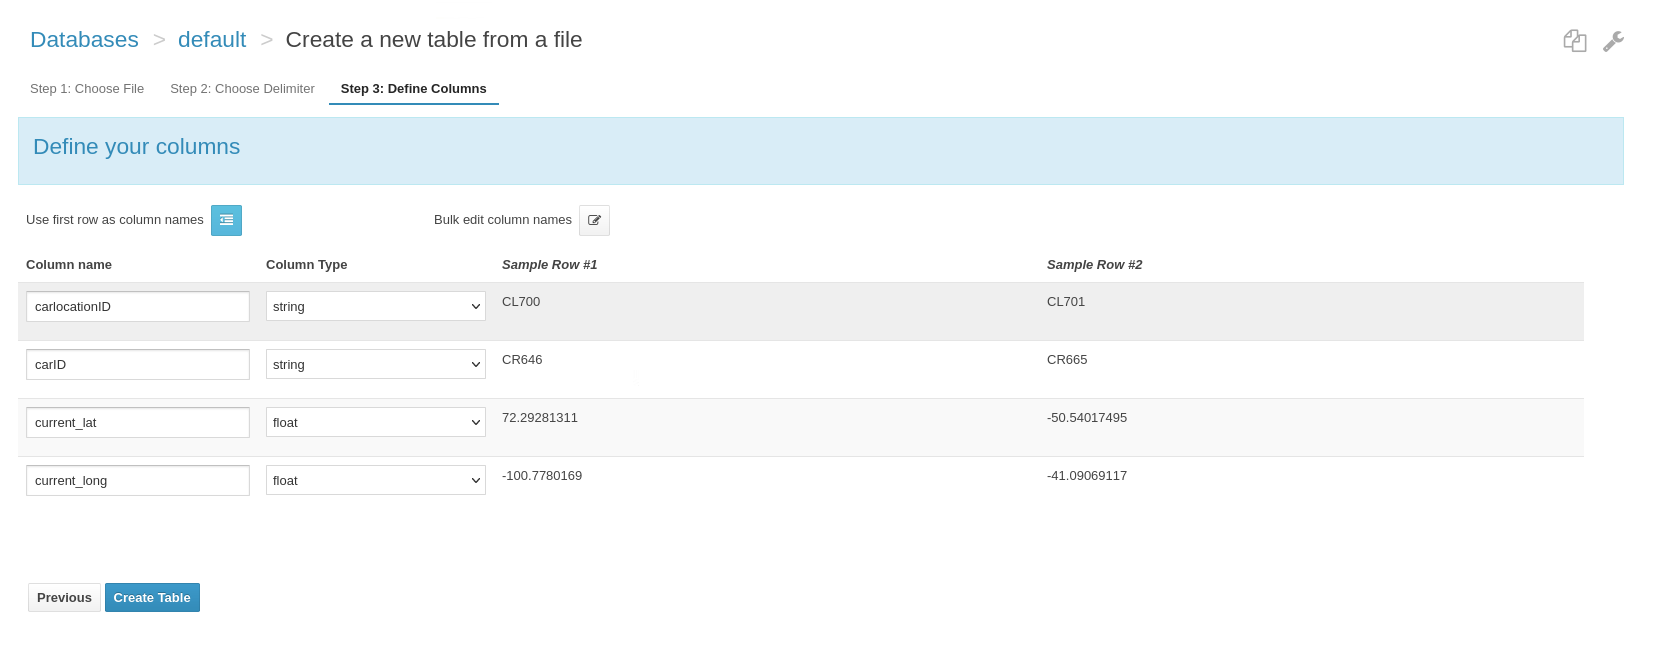 Databases > default > Create a new table from a file
Step 1: Choose File Step 2: Choose Delimiter Step 3: Define Columns
Define your columns
Use first row as column names Bulk edit column names
Column name Column Type Sample Row #1 Sample Row #2
carlocationID string CL700 CL701
carID string CR646 CR665
current_lat float 72.29281311 -50.54017495
current_long float -100.7780169 -41.09069117
Previous Create Table